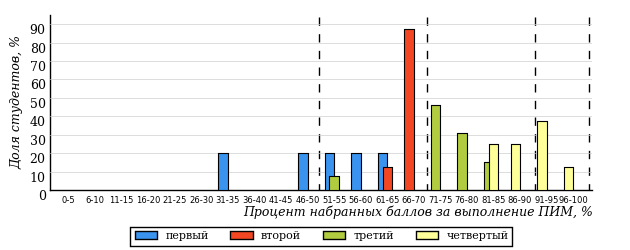 Доля студентов, %
90
80
70
60
50
40
30
20
10
0
0-5 6-10 11-15 16-20 21-25 26-30 31-35 36-40 41-45 46-50 51-55 56-60 61-65 66-70 71-75 76-80 81-85 86-90 91-95 96-100
Процент набранных баллов за выполнение ПИМ, %
первый второй третий четвертый